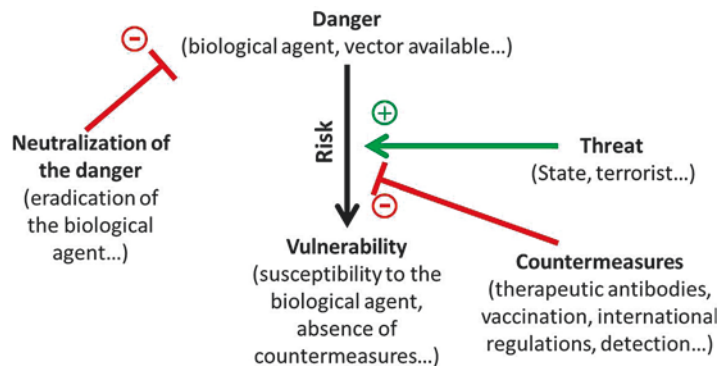 Danger
(biological agent, vector available...)
⊖
⊕
Risk
Neutralization of
the danger
(eradication of
the biological
agent...)
Threat
(State, terrorist...)
⊖
Vulnerability
(susceptibility to the
biological agent,
absence of
countermeasures...)
Countermeasures
(therapeutic antibodies,
vaccination, international
regulations, detection...)